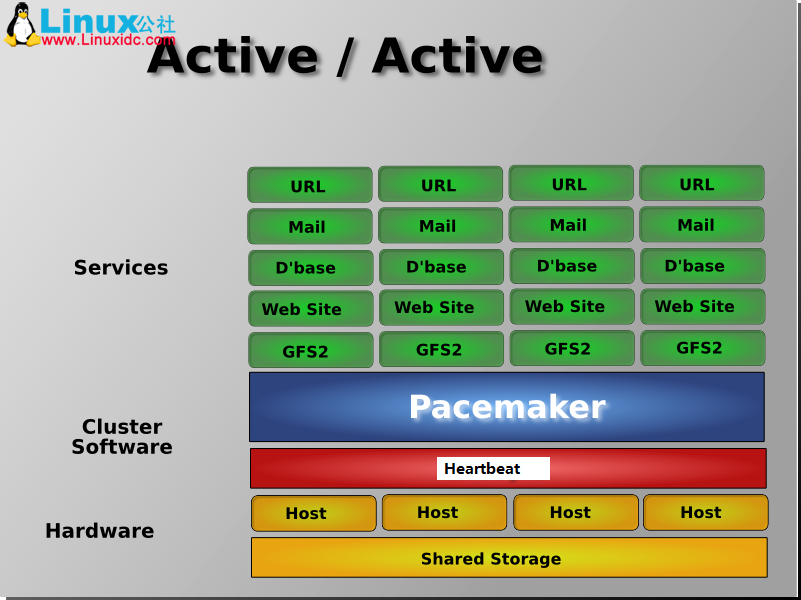 Linux公社
www.Linuxidc.com
Active / Active
URL URL URL URL
Mail Mail Mail Mail
Services
D'base D'base D'base D'base
Web Site Web Site Web Site Web Site
GFS2 GFS2 GFS2 GFS2
Cluster
Software
Pacemaker
Heartbeat
Hardware
Host Host Host Host
Shared Storage